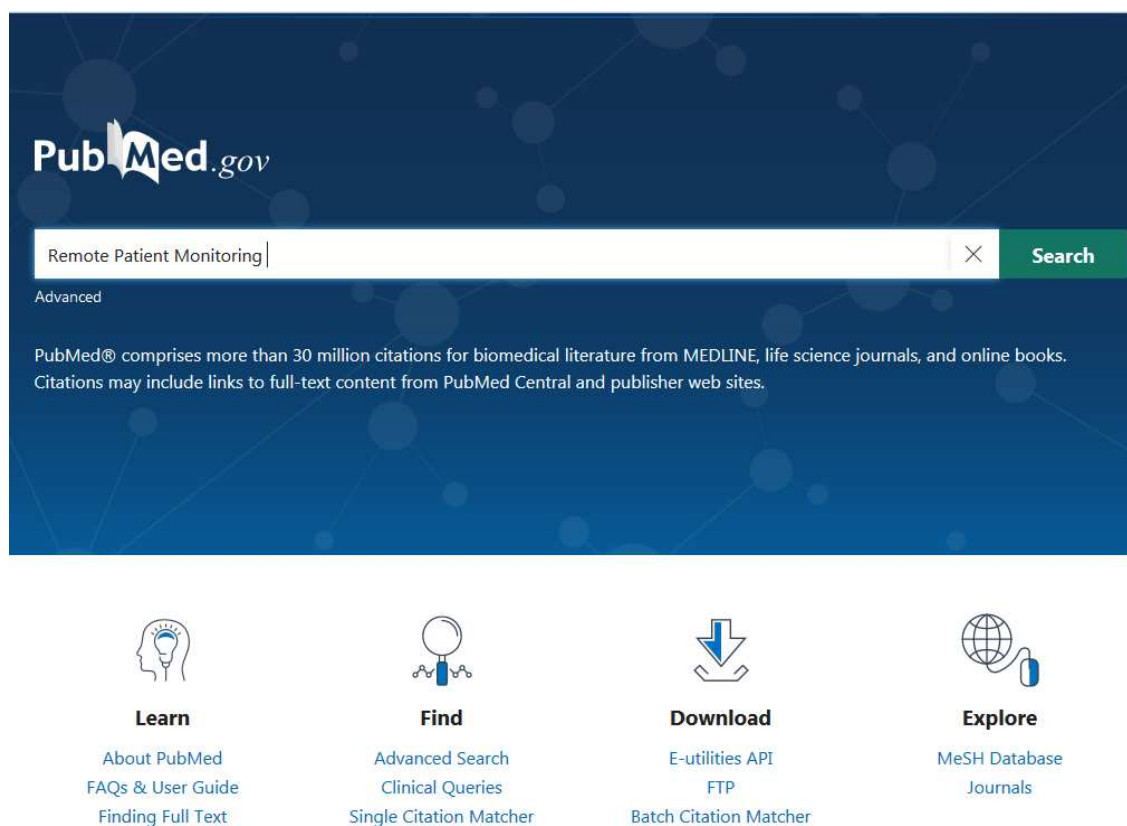 PubMed.gov
Remote Patient Monitoring
Search
Advanced
PubMed® comprises more than 30 million citations for biomedical literature from MEDLINE, life science journals, and online books.
Citations may include links to full-text content from PubMed Central and publisher web sites.
Learn
About PubMed
FAQs & User Guide
Finding Full Text
Find
Advanced Search
Clinical Queries
Single Citation Matcher
Download
E-utilities API
FTP
Batch Citation Matcher
Explore
MeSH Database
Journals